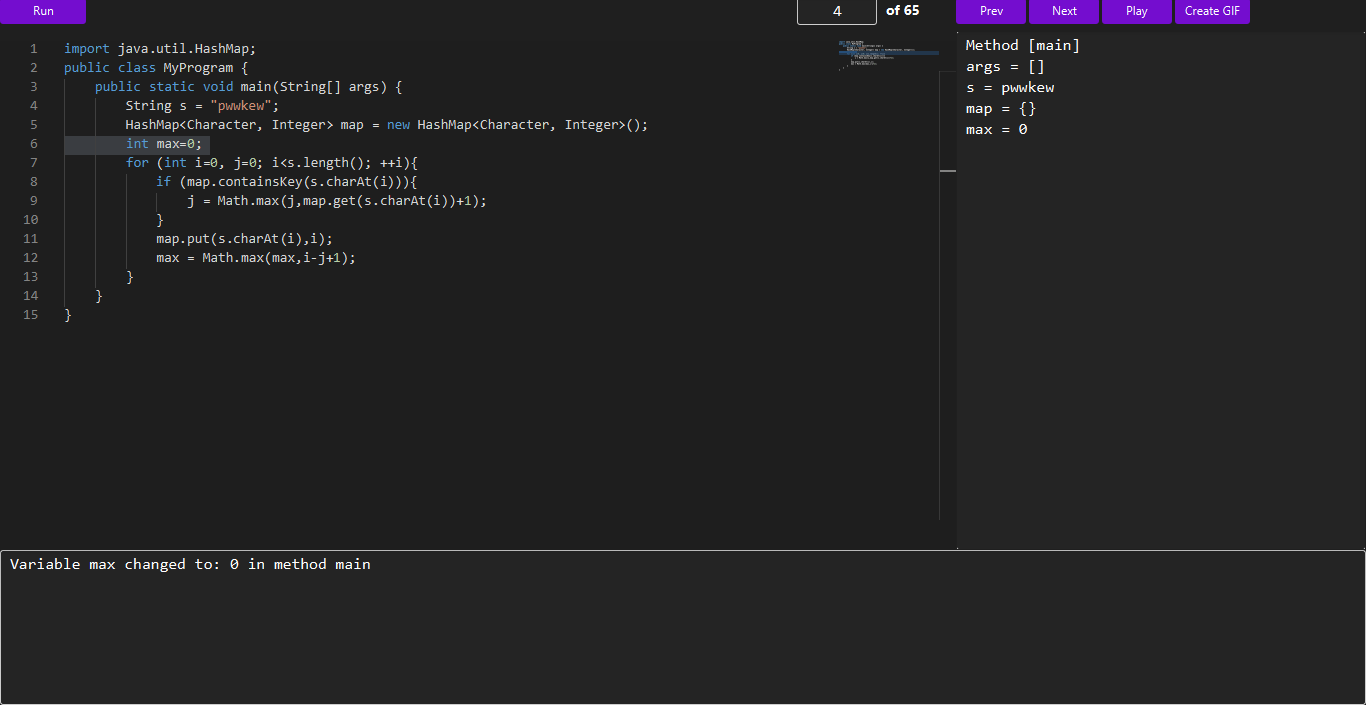 Run 4 of 65 Prev Next Play Create GIF
1 import java.util.HashMap;
2 public class MyProgram {
3 public static void main(String[] args) {
4 String s = "pwwkew";
5 HashMap<Character, Integer> map = new HashMap<Character, Integer>();
6 int max=0;
7 for (int i=0, j=0; i<s.length(); ++i){
8 if (map.containsKey(s.charAt(i))){
9 j = Math.max(j,map.get(s.charAt(i))+1);
10 }
11 map.put(s.charAt(i),i);
12 max = Math.max(max,i-j+1);
13 }
14 }
15 }
Method [main]
args = []
s = pwwkew
map = {}
max = 0
Variable max changed to: 0 in method main